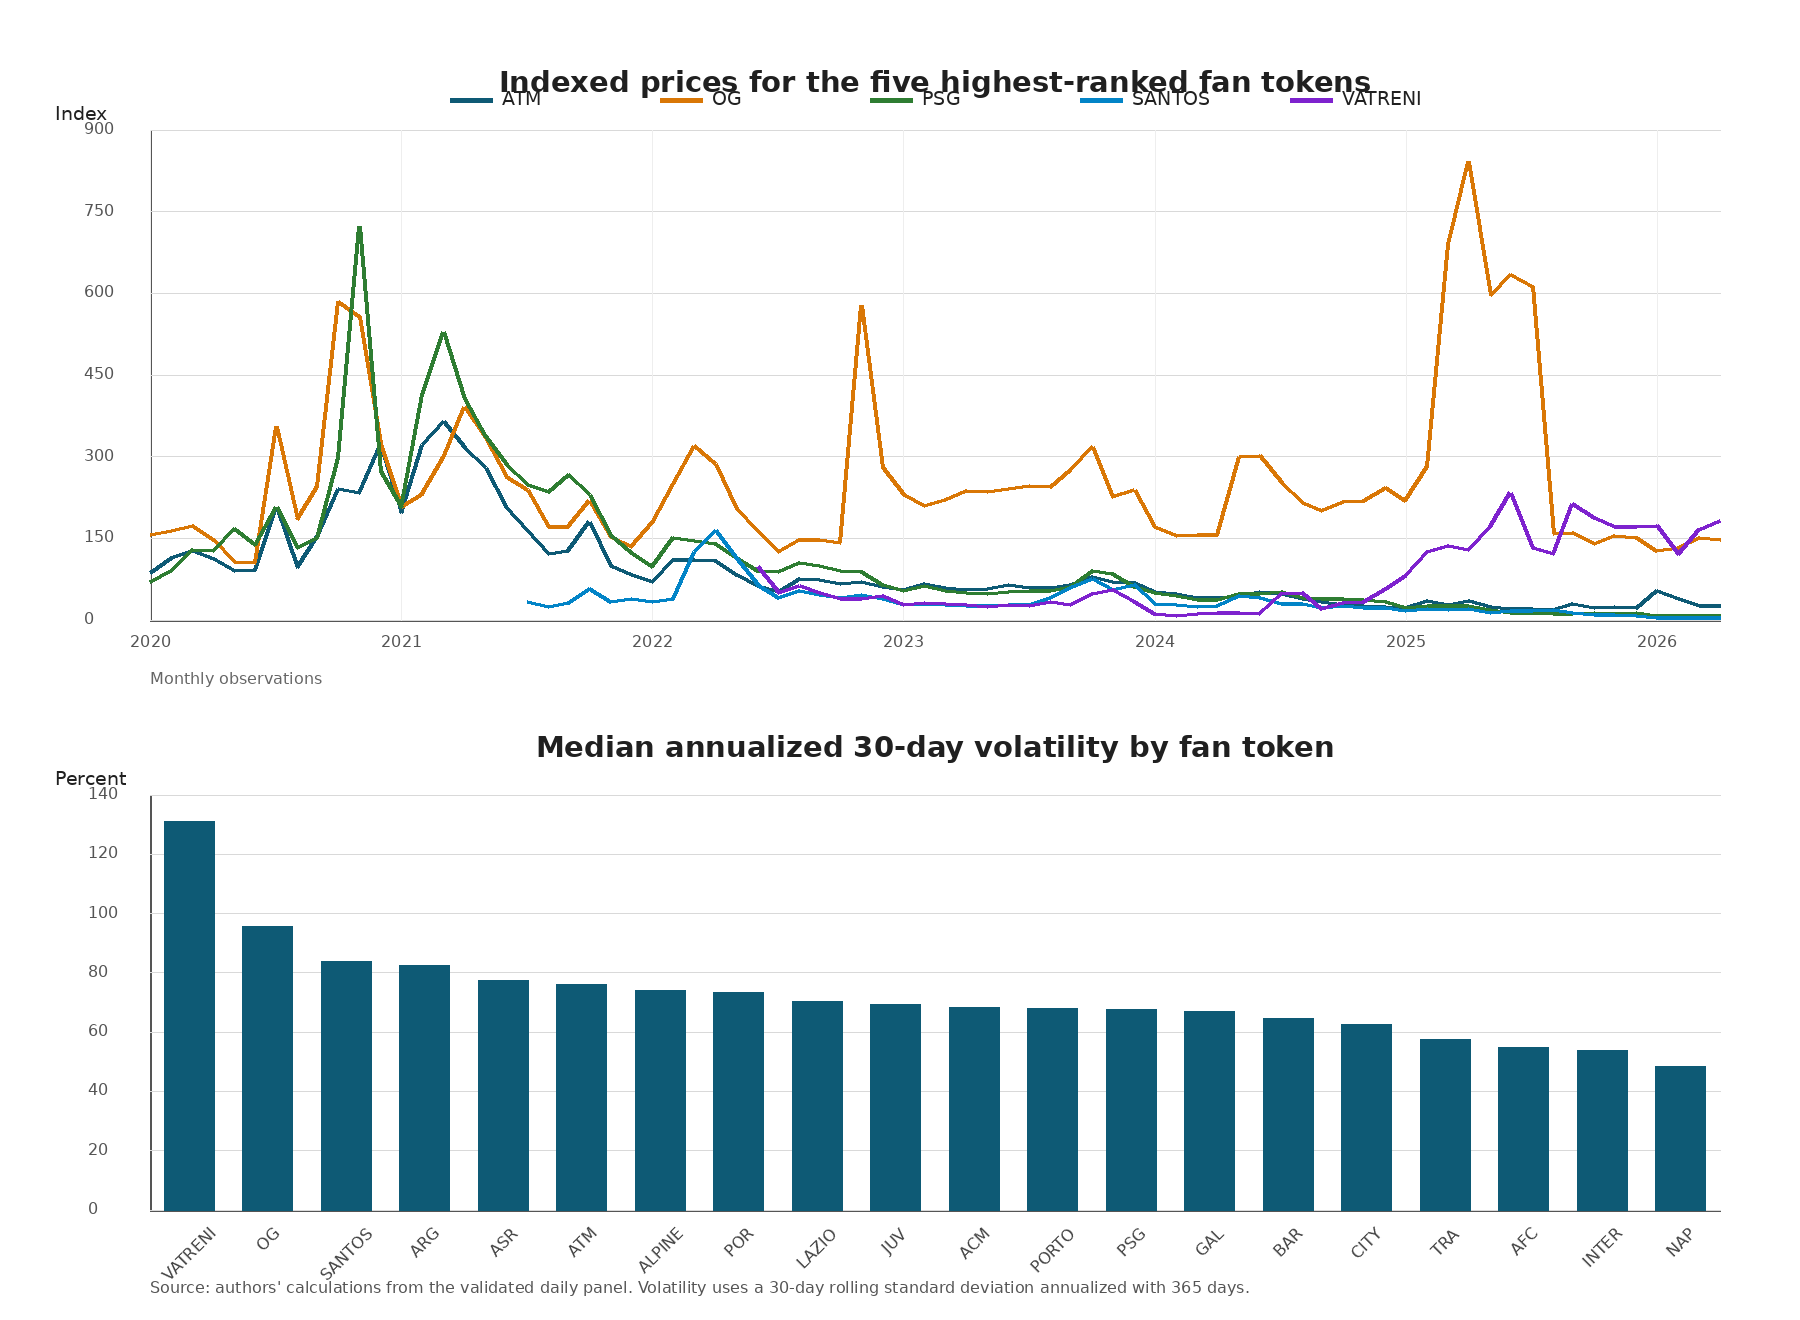 Indexed prices for the five highest-ranked fan tokens
ATM OG PSG SANTOS VATRENI
Index
900
750
600
450
300
150
0
2020 2021 2022 2023 2024 2025 2026
Monthly observations
Median annualized 30-day volatility by fan token
Percent
140
120
100
80
60
40
20
0
VATRENI OG SANTOS ARG ASR ATM ALPINE POR LAZIO JUV ACM PORTO PSG GAL BAR CITY TRA AFC INTER NAP
Source: authors' calculations from the validated daily panel. Volatility uses a 30-day rolling standard deviation annualized with 365 days.